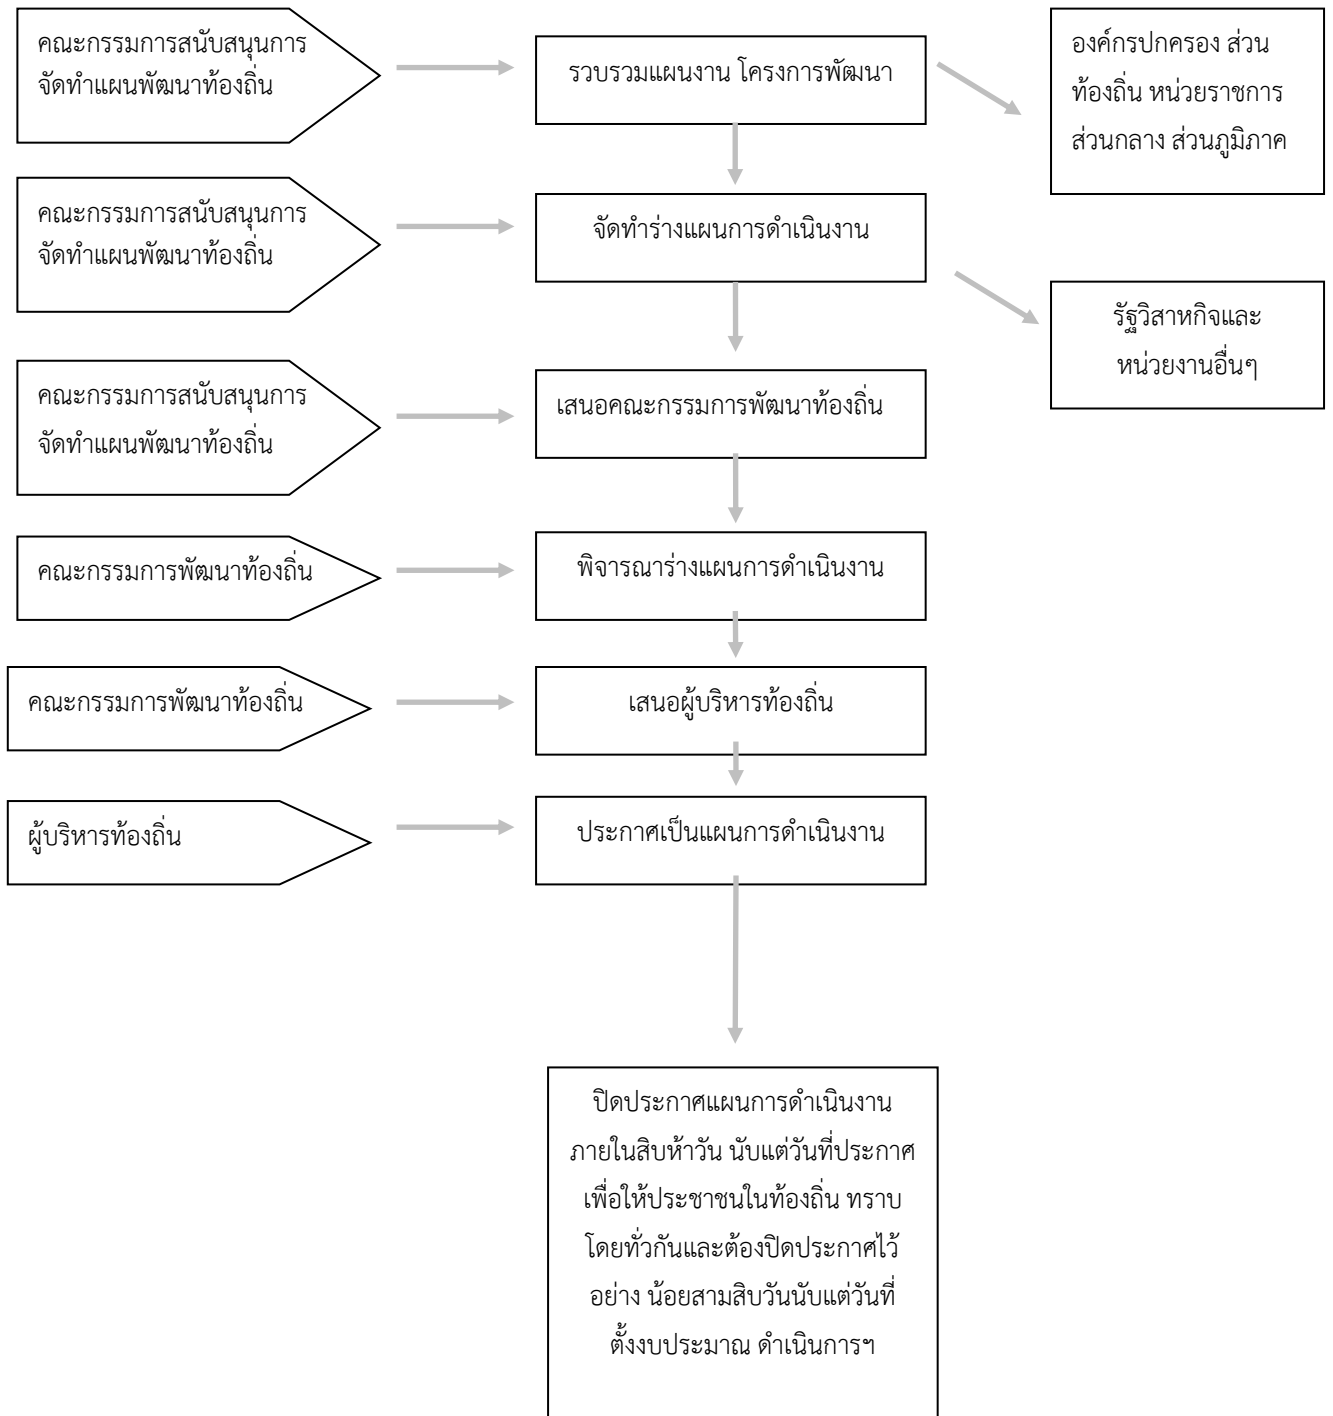 คณะกรรมการสนับสนุนการ
จัดทำแผนพัฒนาท้องถิ่น
รวบรวมแผนงาน โครงการพัฒนา
องค์กรปกครอง ส่วน
ท้องถิ่น หน่วยราชการ
ส่วนกลาง ส่วนภูมิภาค
คณะกรรมการสนับสนุนการ
จัดทำแผนพัฒนาท้องถิ่น
จัดทำร่างแผนการดำเนินงาน
รัฐวิสาหกิจและ
หน่วยงานอื่นๆ
คณะกรรมการสนับสนุนการ
จัดทำแผนพัฒนาท้องถิ่น
เสนอคณะกรรมการพัฒนาท้องถิ่น
คณะกรรมการพัฒนาท้องถิ่น
พิจารณาร่างแผนการดำเนินงาน
คณะกรรมการพัฒนาท้องถิ่น
เสนอผู้บริหารท้องถิ่น
ผู้บริหารท้องถิ่น
ประกาศเป็นแผนการดำเนินงาน
ปิดประกาศแผนการดำเนินงาน
ภายในสิบห้าวัน นับแต่วันที่ประกาศ
เพื่อให้ประชาชนในท้องถิ่น ทราบ
โดยทั่วกันและต้องปิดประกาศไว้
อย่าง น้อยสามสิบวันนับแต่วันที่
ตั้งงบประมาณ ดำเนินการฯ